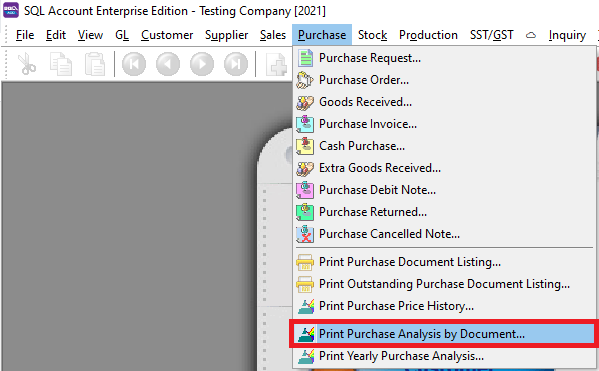 SQL Account Enterprise Edition - Testing Company [2021]
File Edit View GL Customer Supplier Sales Purchase Stock Production SST/GST Inquiry
Purchase Request...
Purchase Order...
Goods Received...
Purchase Invoice...
Cash Purchase...
Extra Goods Received...
Purchase Debit Note...
Purchase Returned...
Purchase Cancelled Note...
Print Purchase Document Listing...
Print Outstanding Purchase Document Listing...
Print Purchase Price History...
Print Purchase Analysis by Document...
Print Yearly Purchase Analysis...